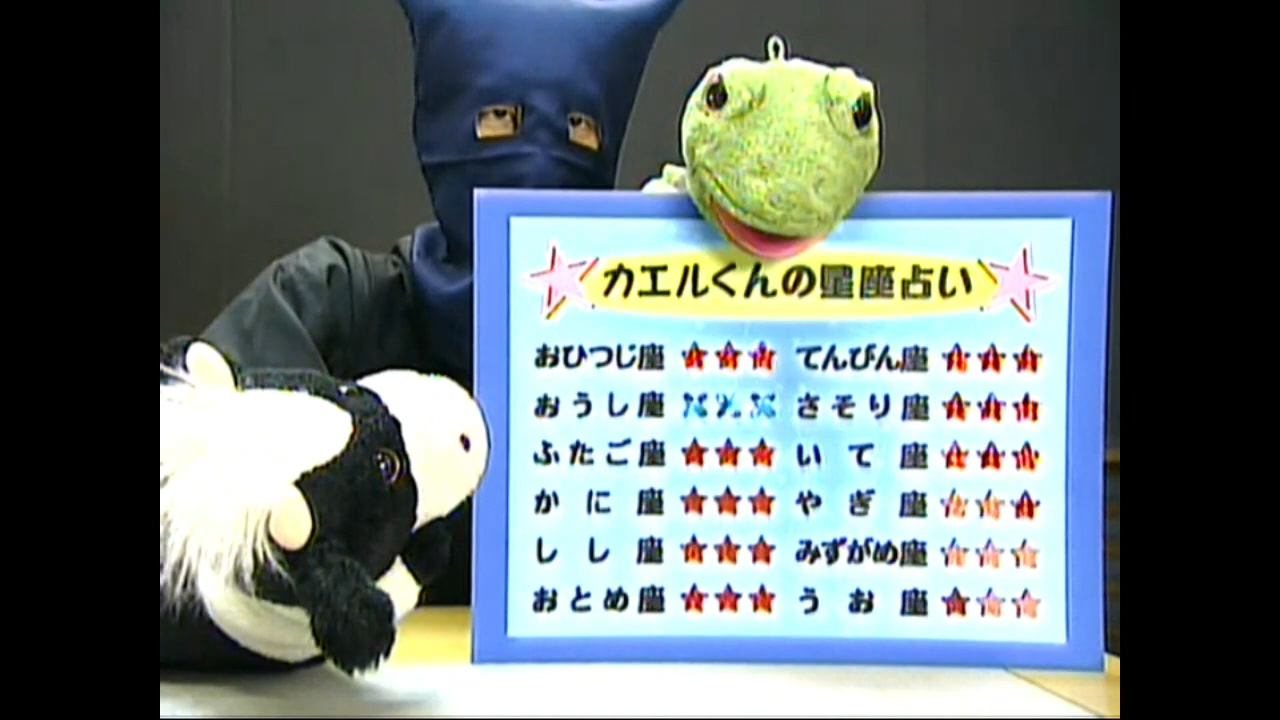 カエルくんの星座占い
おひつじ座 ★★★ てんびん座 ★★★
おうし座 ××× さそり座 ★★★
ふたご座 ★★★ いて座 ★★★
かに座 ★★★ やぎ座 ★★★
しし座 ★★★ みずがめ座 ★★★
おとめ座 ★★★ うお座 ★★★